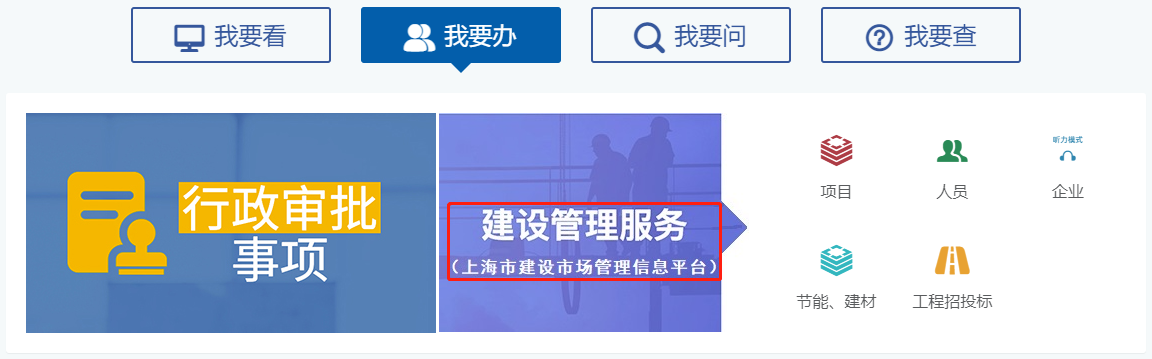 我要看
我要办
我要问
我要查
行政审批
事项
建设管理服务
（上海市建设市场管理信息平台）
项目
人员
听力模式
企业
节能、建材
工程招投标